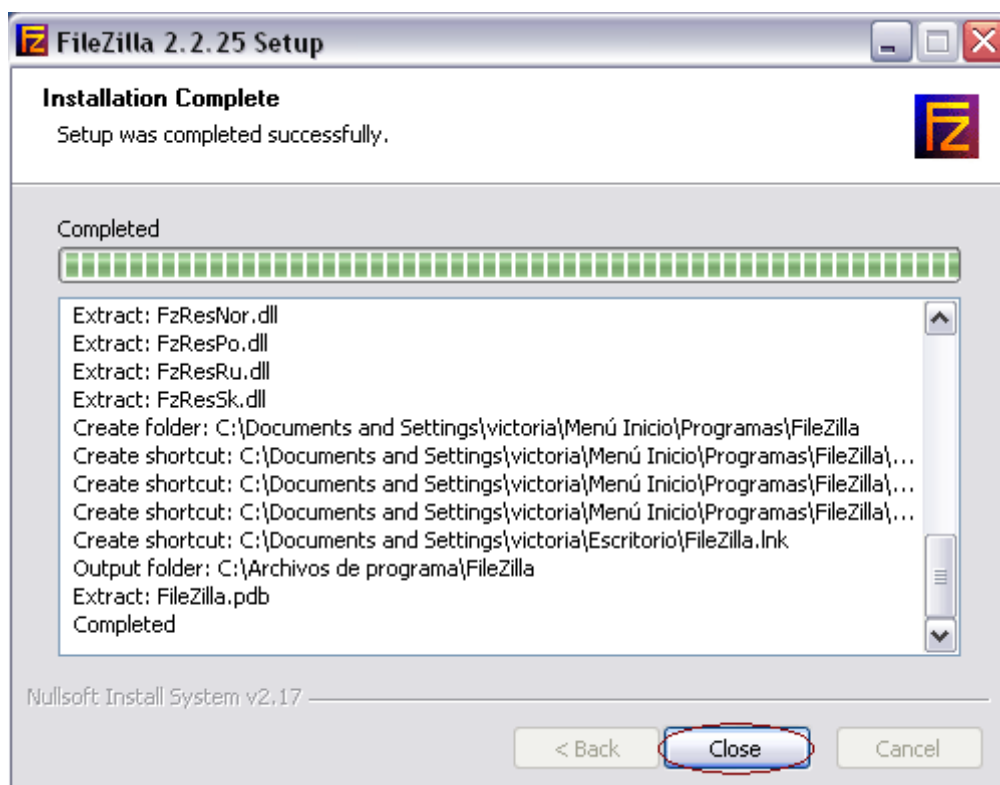 FileZilla 2.2.25 Setup
Installation Complete
Setup was completed successfully.
Completed
Extract: FzResNor.dll
Extract: FzResPo.dll
Extract: FzResRu.dll
Extract: FzResSk.dll
Create folder: C:\Documents and Settings\victoria\Menú Inicio\Programas\FileZilla
Create shortcut: C:\Documents and Settings\victoria\Menú Inicio\Programas\FileZilla\...
Create shortcut: C:\Documents and Settings\victoria\Menú Inicio\Programas\FileZilla\...
Create shortcut: C:\Documents and Settings\victoria\Menú Inicio\Programas\FileZilla\...
Create shortcut: C:\Documents and Settings\victoria\Escritorio\FileZilla.lnk
Output folder: C:\Archivos de programa\FileZilla
Extract: FileZilla.pdb
Completed
Nullsoft Install System v2.17
< Back Close Cancel